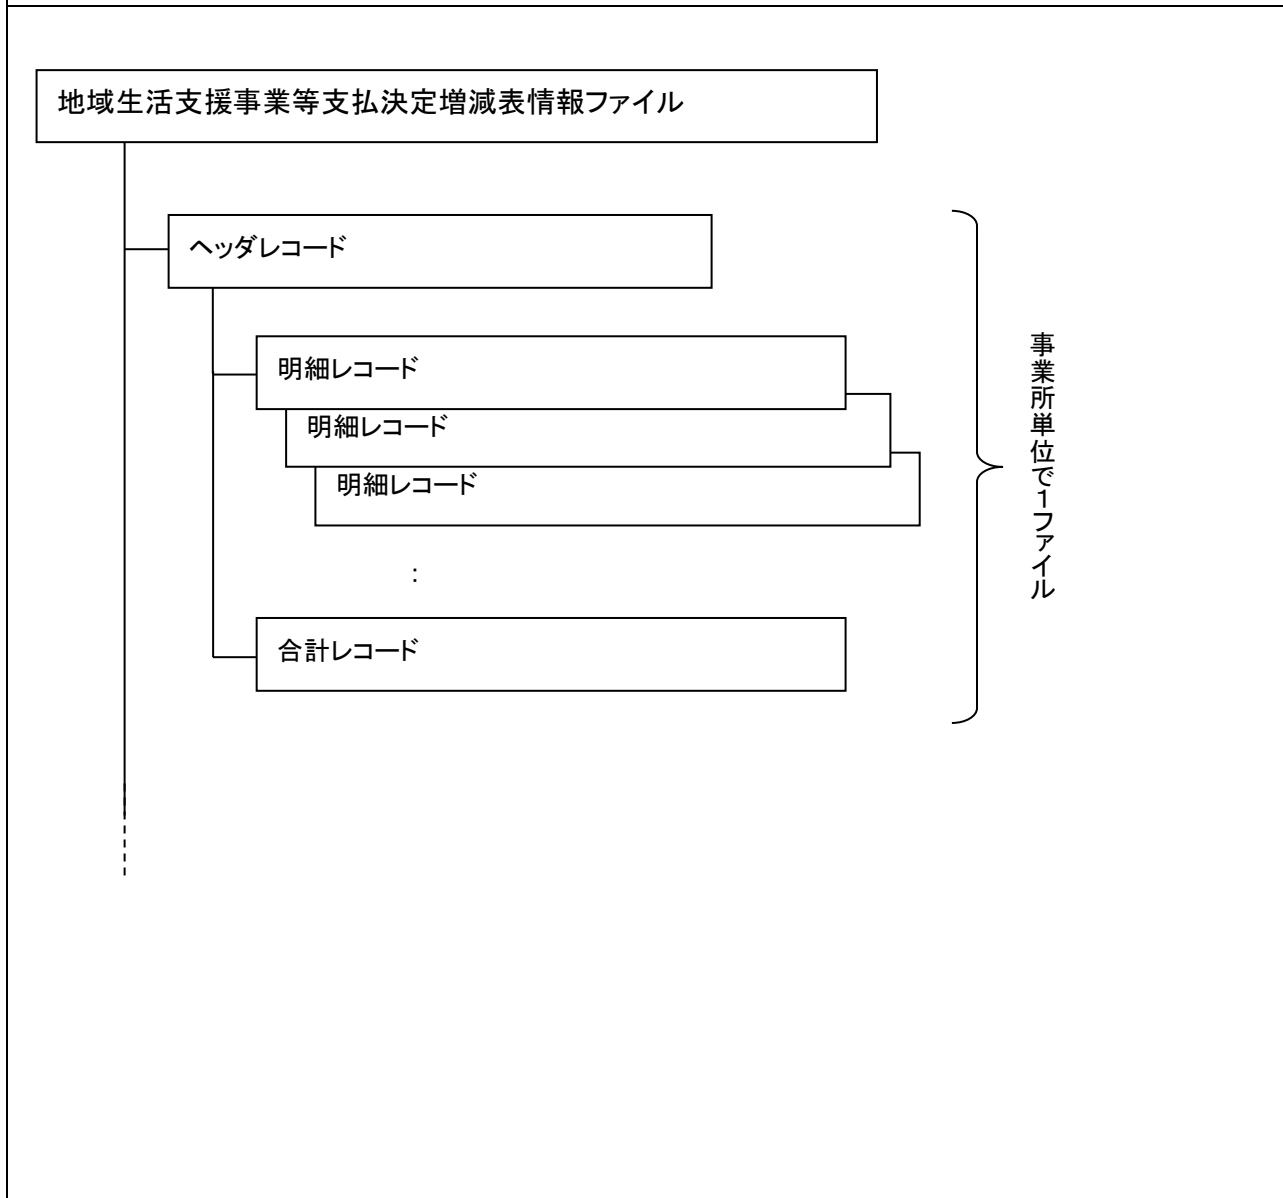 地域生活支援事業等支払決定増減表情報ファイル
ヘッダレコード
明細レコード
明細レコード
明細レコード
:
合計レコード
事業所単位で1ファイル